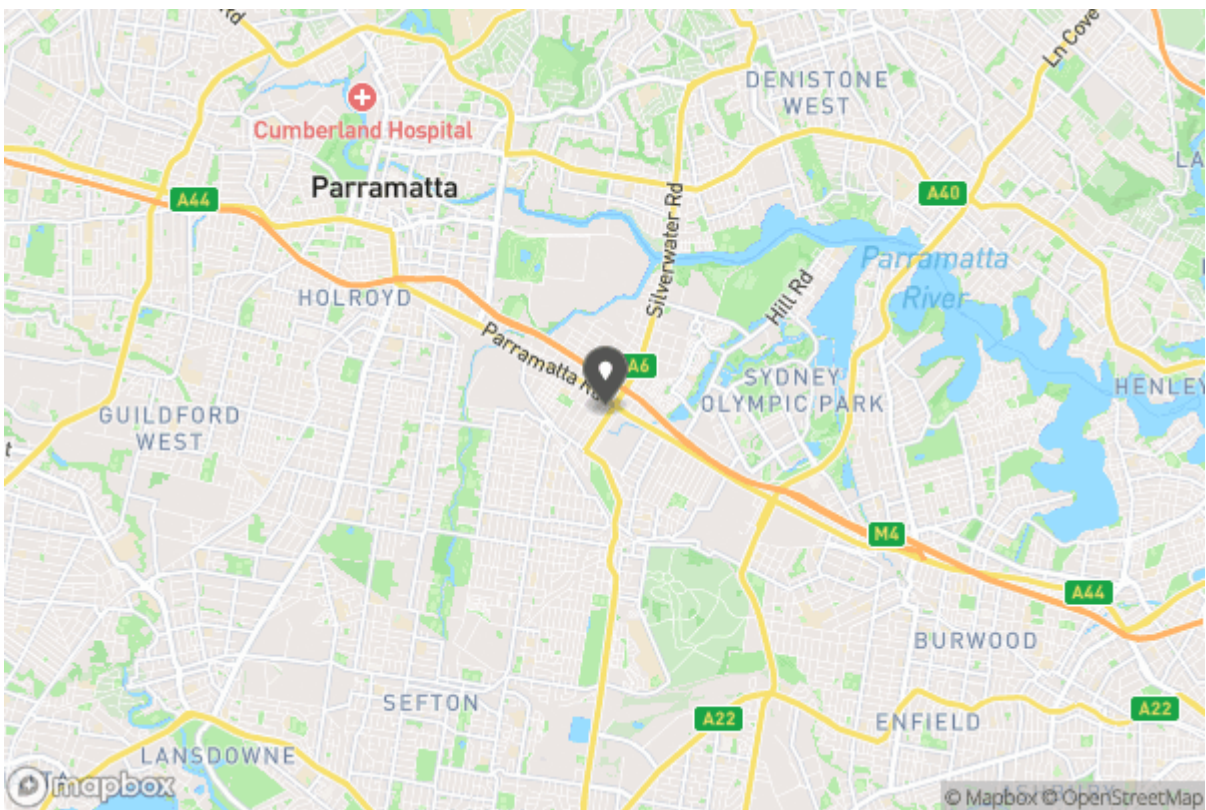 Rd
Ln Cove
DENISTONE
WEST
Cumberland Hospital
Parramatta
A44
A40
Silverwater Rd
Parramatta
River
HOLROYD
Hill Rd
Parramatta Rd
A6
SYDNEY
OLYMPIC PARK
HENLEY
GUILDFORD
WEST
M4
A44
BURWOOD
SEFTON
A22
ENFIELD
A22
LANSDOWNE
mapbox
© Mapbox © OpenStreetMap